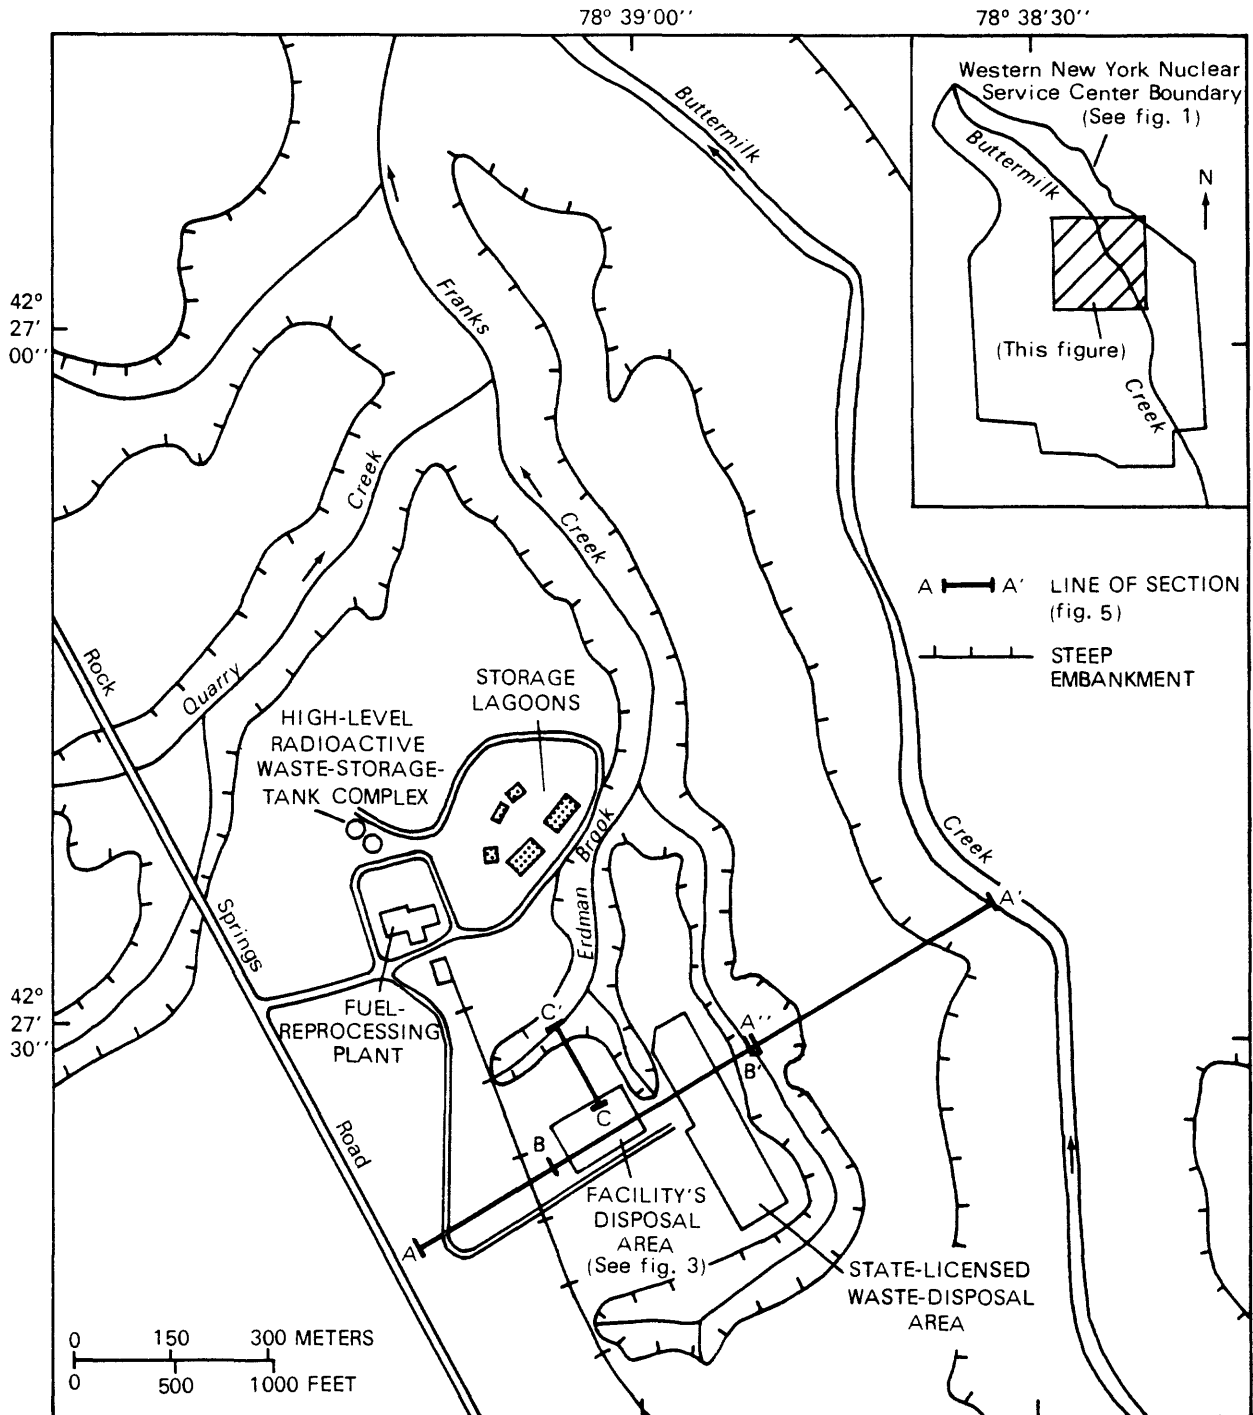 78° 39'00''
78° 38'30''
Western New York Nuclear
Service Center Boundary
(See fig. 1)
Buttermilk
N
(This figure)
Creek
Buttermilk
Franks
42°
27'
00''
Creek
Creek
A A' LINE OF SECTION
(fig. 5)
STEEP
EMBANKMENT
Rock
Quarry
STORAGE
LAGOONS
HIGH-LEVEL
RADIOACTIVE
WASTE-STORAGE-
TANK COMPLEX
Brook
Creek
Erdman
A'
Springs
42°
27'
30''
FUEL-
REPROCESSING
PLANT
C'
A''
B'
C
B
Road
A
FACILITY'S
DISPOSAL
AREA
(See fig. 3)
STATE-LICENSED
WASTE-DISPOSAL
AREA
0 150 300 METERS
0 500 1000 FEET